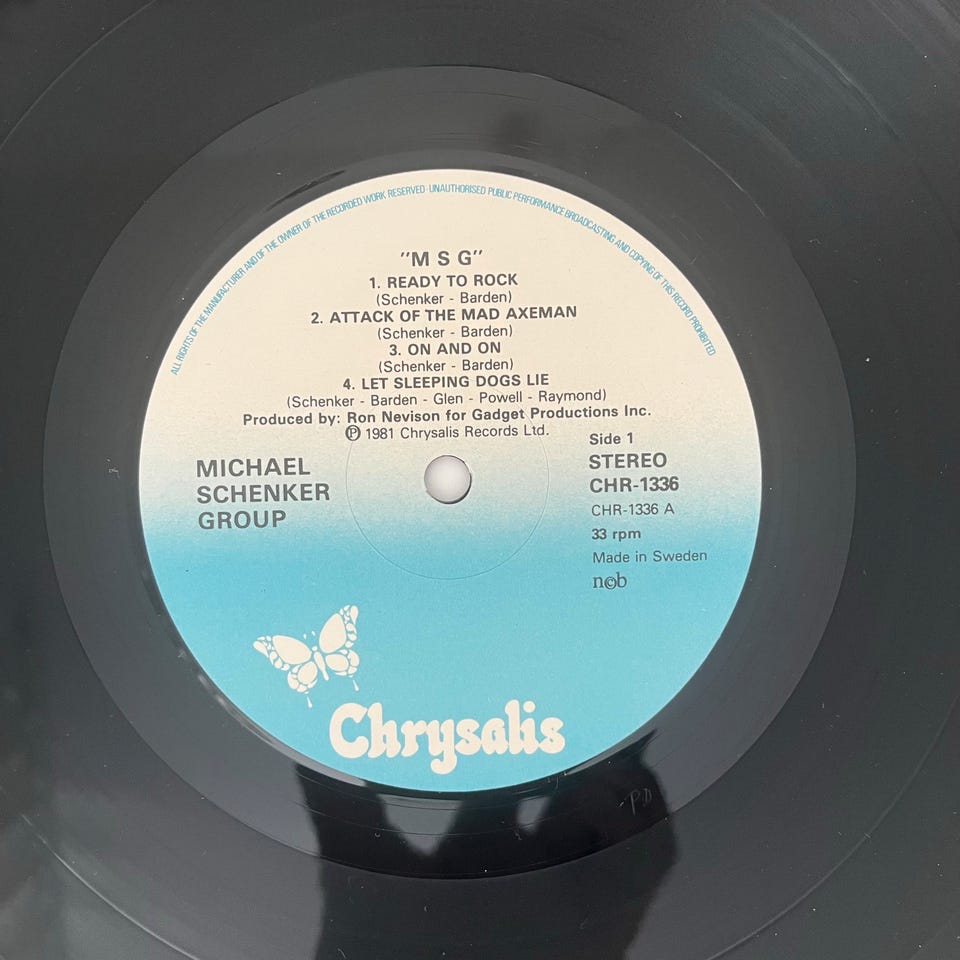 ALL RIGHTS OF THE MANUFACTURER AND OF THE OWNER OF THE RECORDED WORK RESERVED · UNAUTHORISED PUBLIC PERFORMANCE BROADCASTING AND COPYING OF THIS RECORD PROHIBITED
"M S G"
1. READY TO ROCK
(Schenker - Barden)
2. ATTACK OF THE MAD AXEMAN
(Schenker - Barden)
3. ON AND ON
(Schenker - Barden)
4. LET SLEEPING DOGS LIE
(Schenker - Barden - Glen - Powell - Raymond)
Produced by: Ron Nevison for Gadget Productions Inc.
℗ 1981 Chrysalis Records Ltd.
MICHAEL
SCHENKER
GROUP
Side 1
STEREO
CHR-1336
CHR-1336 A
33 rpm
Made in Sweden
n©b
Chrysalis